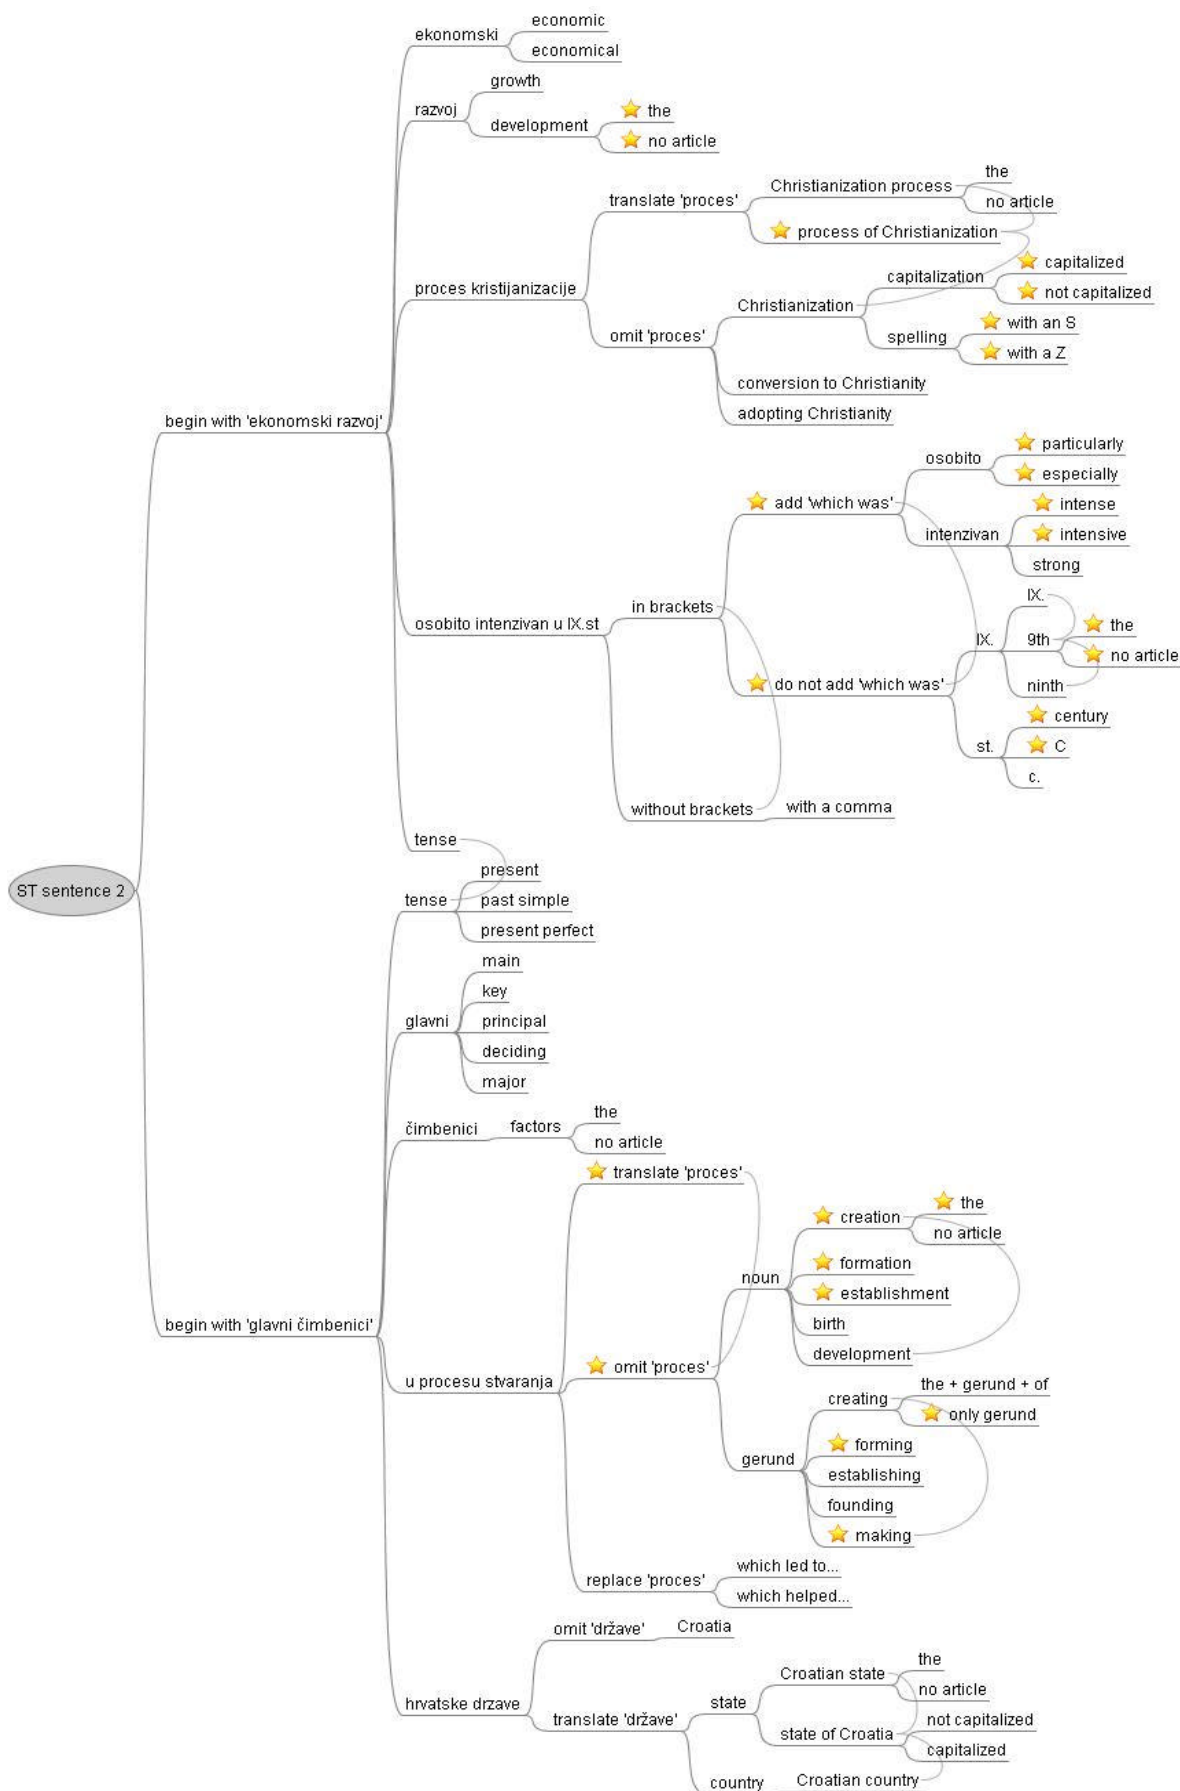 economic
ekonomski
economical
growth
razvoj
the
development
no article
the
Christianization process
translate 'proces'
no article
process of Christianization
capitalized
capitalization
proces kristijanizacije
not capitalized
Christianization
with an S
omit 'proces'
spelling
with a Z
conversion to Christianity
adopting Christianity
begin with 'ekonomski razvoj'
particularly
osobito
especially
add 'which was'
intense
intenzivan
intensive
strong
IX.
in brackets
osobito intenzivan u IX.st
the
IX.
9th
no article
do not add 'which was'
ninth
century
st.
C
c.
without brackets
with a comma
tense
ST sentence 2
present
tense
past simple
present perfect
main
key
glavni
principal
deciding
major
the
čimbenici
factors
no article
translate 'proces'
the
creation
no article
formation
noun
establishment
birth
begin with 'glavni čimbenici'
development
omit 'proces'
u procesu stvaranja
the + gerund + of
creating
only gerund
forming
gerund
establishing
founding
making
which led to...
replace 'proces'
which helped...
omit 'države'
Croatia
the
Croatian state
no article
hrvatske drzave
state
translate 'države'
not capitalized
state of Croatia
capitalized
country
Croatian country